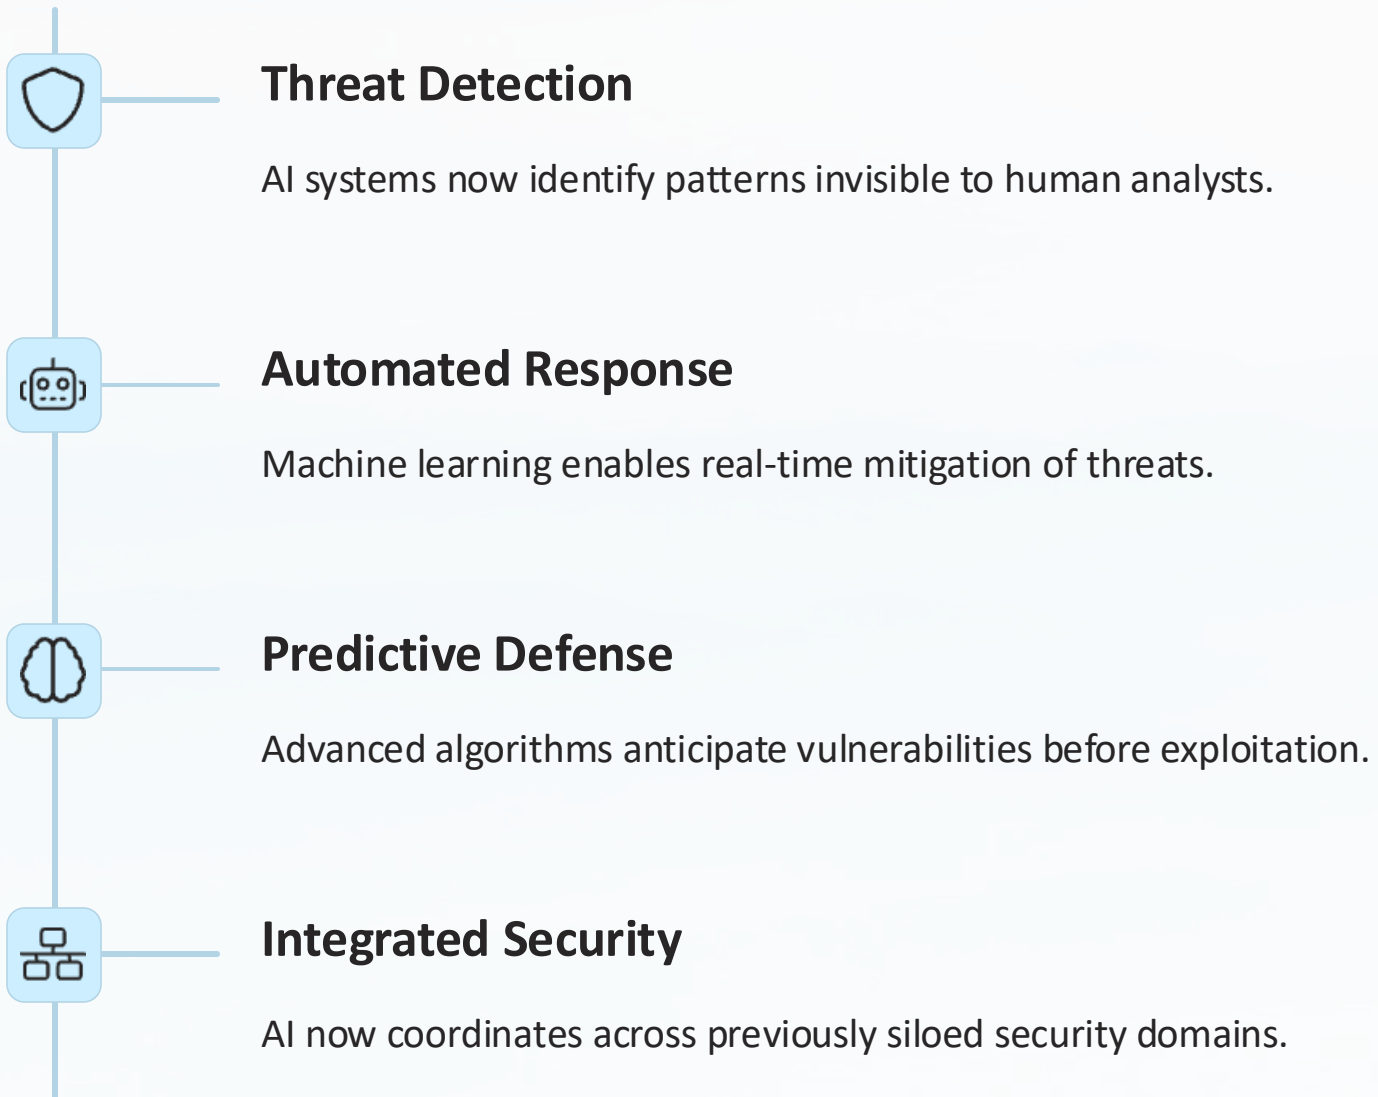 Threat Detection
AI systems now identify patterns invisible to human analysts.
Automated Response
Machine learning enables real-time mitigation of threats.
Predictive Defense
Advanced algorithms anticipate vulnerabilities before exploitation.
Integrated Security
AI now coordinates across previously siloed security domains.